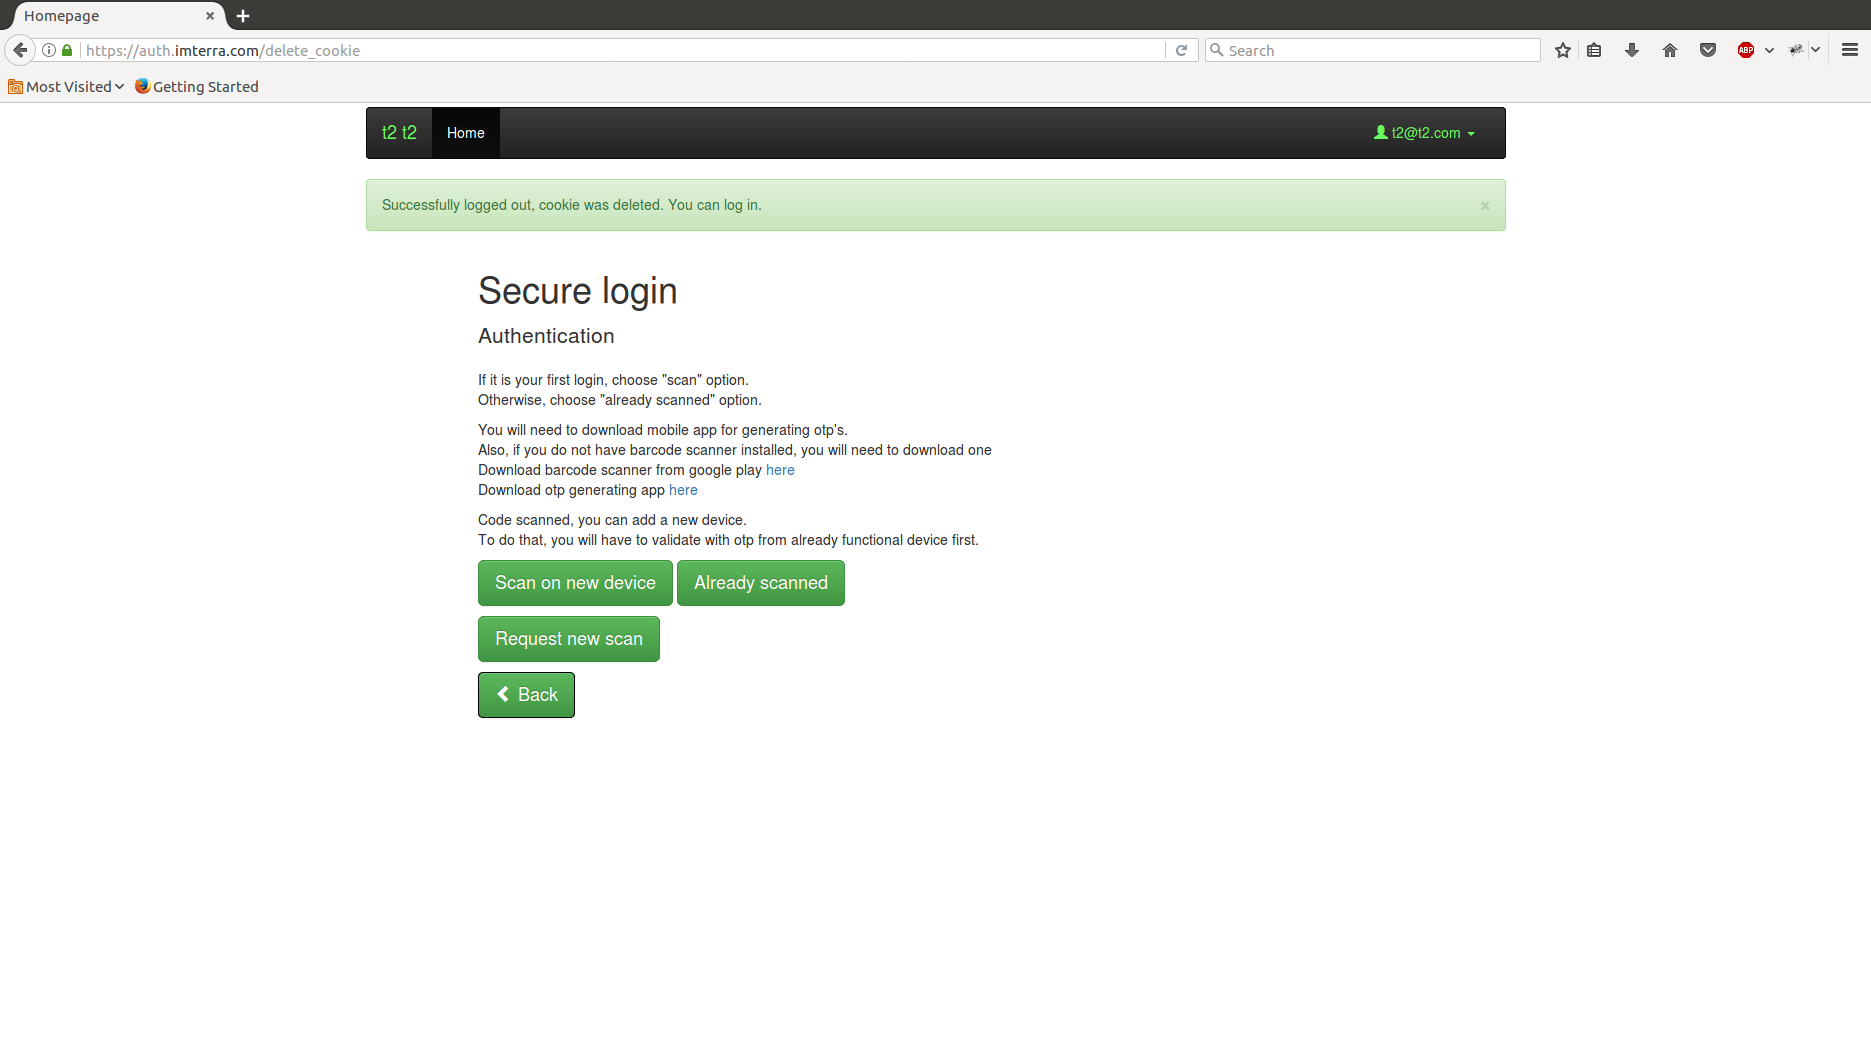 Homepage × +
https://auth.imterra.com/delete_cookie
Search
ABP
Most Visited
Getting Started
t2 t2
Home
t2@t2.com
Successfully logged out, cookie was deleted. You can log in. ×
Secure login
Authentication
If it is your first login, choose "scan" option.
Otherwise, choose "already scanned" option.
You will need to download mobile app for generating otp's.
Also, if you do not have barcode scanner installed, you will need to download one
Download barcode scanner from google play here
Download otp generating app here
Code scanned, you can add a new device.
To do that, you will have to validate with otp from already functional device first.
Scan on new device
Already scanned
Request new scan
Back